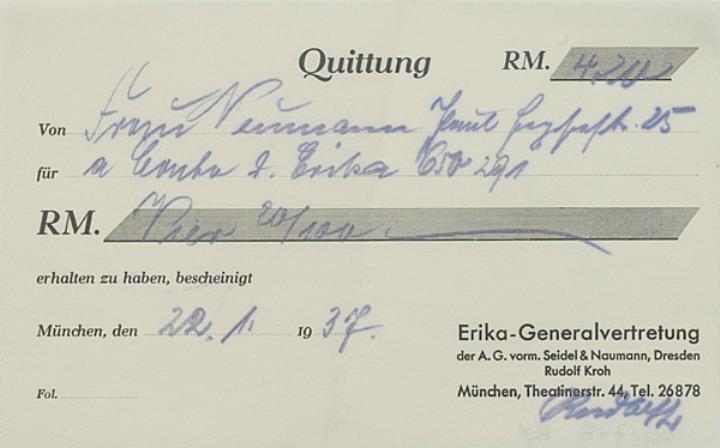 Quittung RM. 4.20
Von Frau Neumann 25
für a Conto d. Erika 650291
RM. Vier 20/100
erhalten zu haben, bescheinigt
München, den 22. 1. 1937.
Erika-Generalvertretung
der A. G. vorm. Seidel & Naumann, Dresden
Rudolf Kroh
Fol.
München, Theatinerstr. 44, Tel. 26878